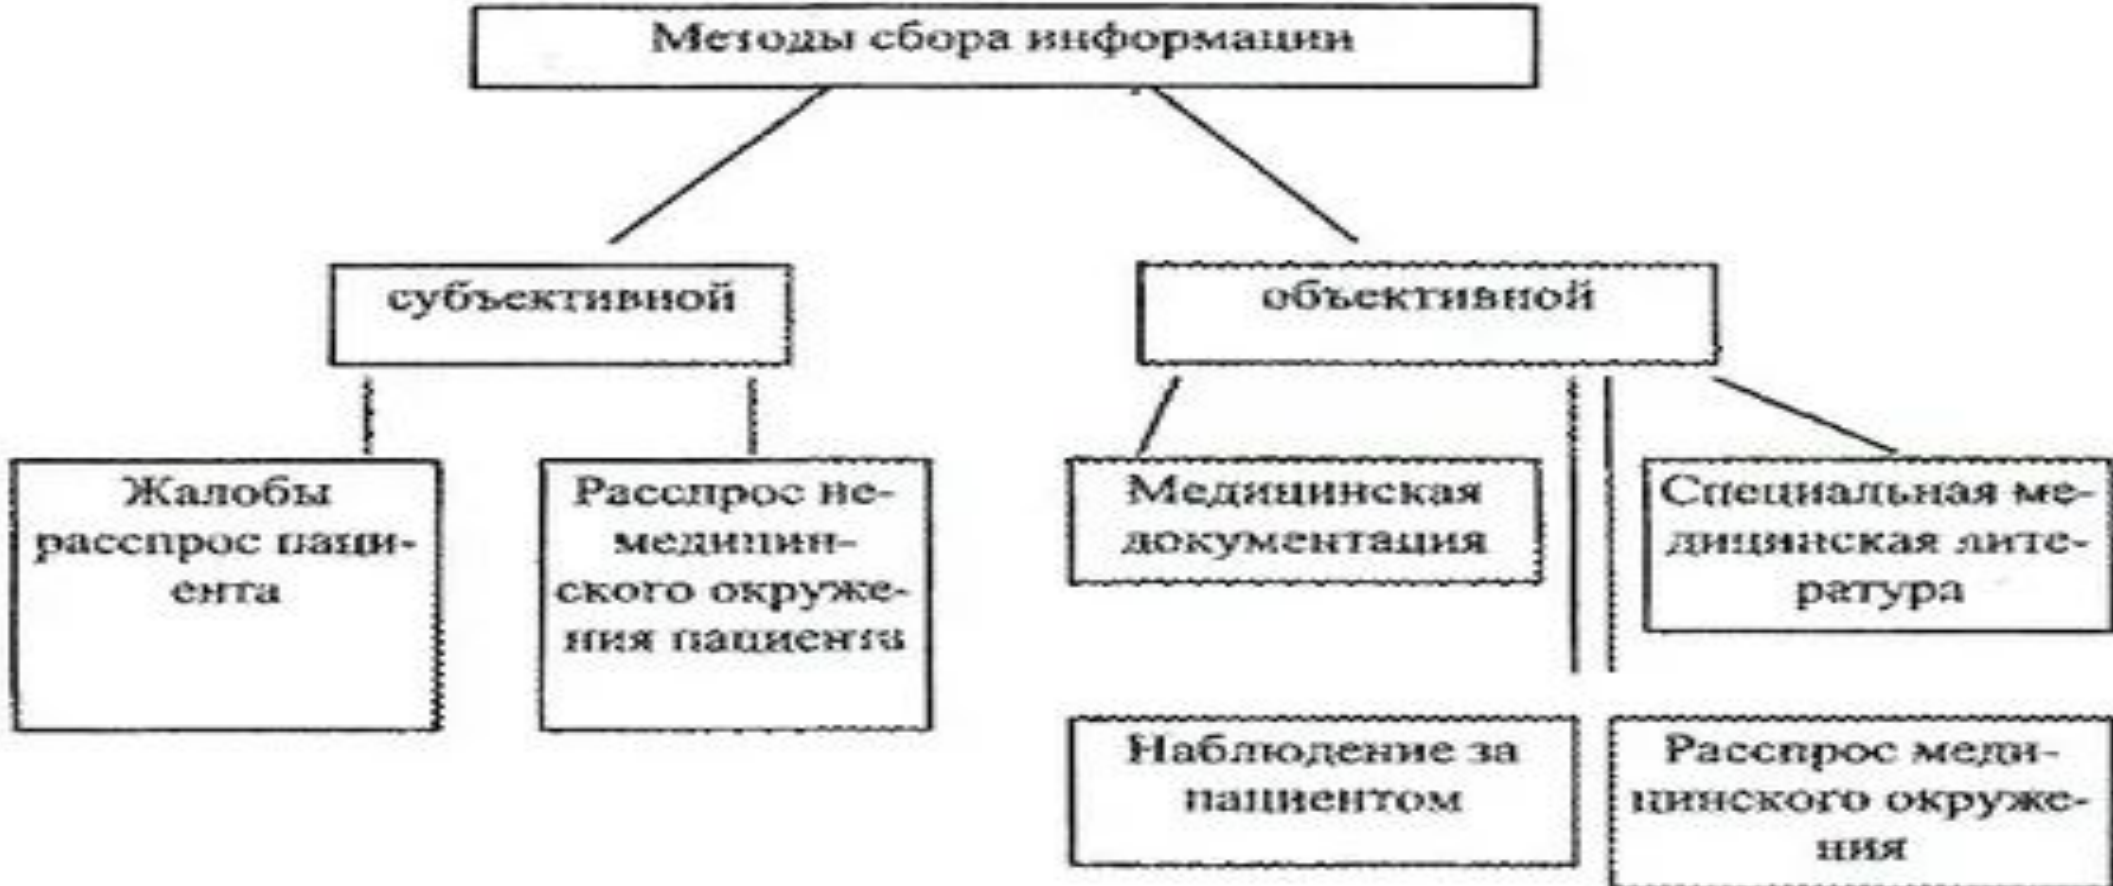 Методы сбора информации
субъективной
объективной
Жалобы
расспрос паци-
ента
Расспрос не-
медицин-
ского окруже-
ния пациента
Медицинская
документация
Специальная ме-
дицинская лите-
ратура
Наблюдение за
пациентом
Расспрос меди-
цинского окруже-
ния